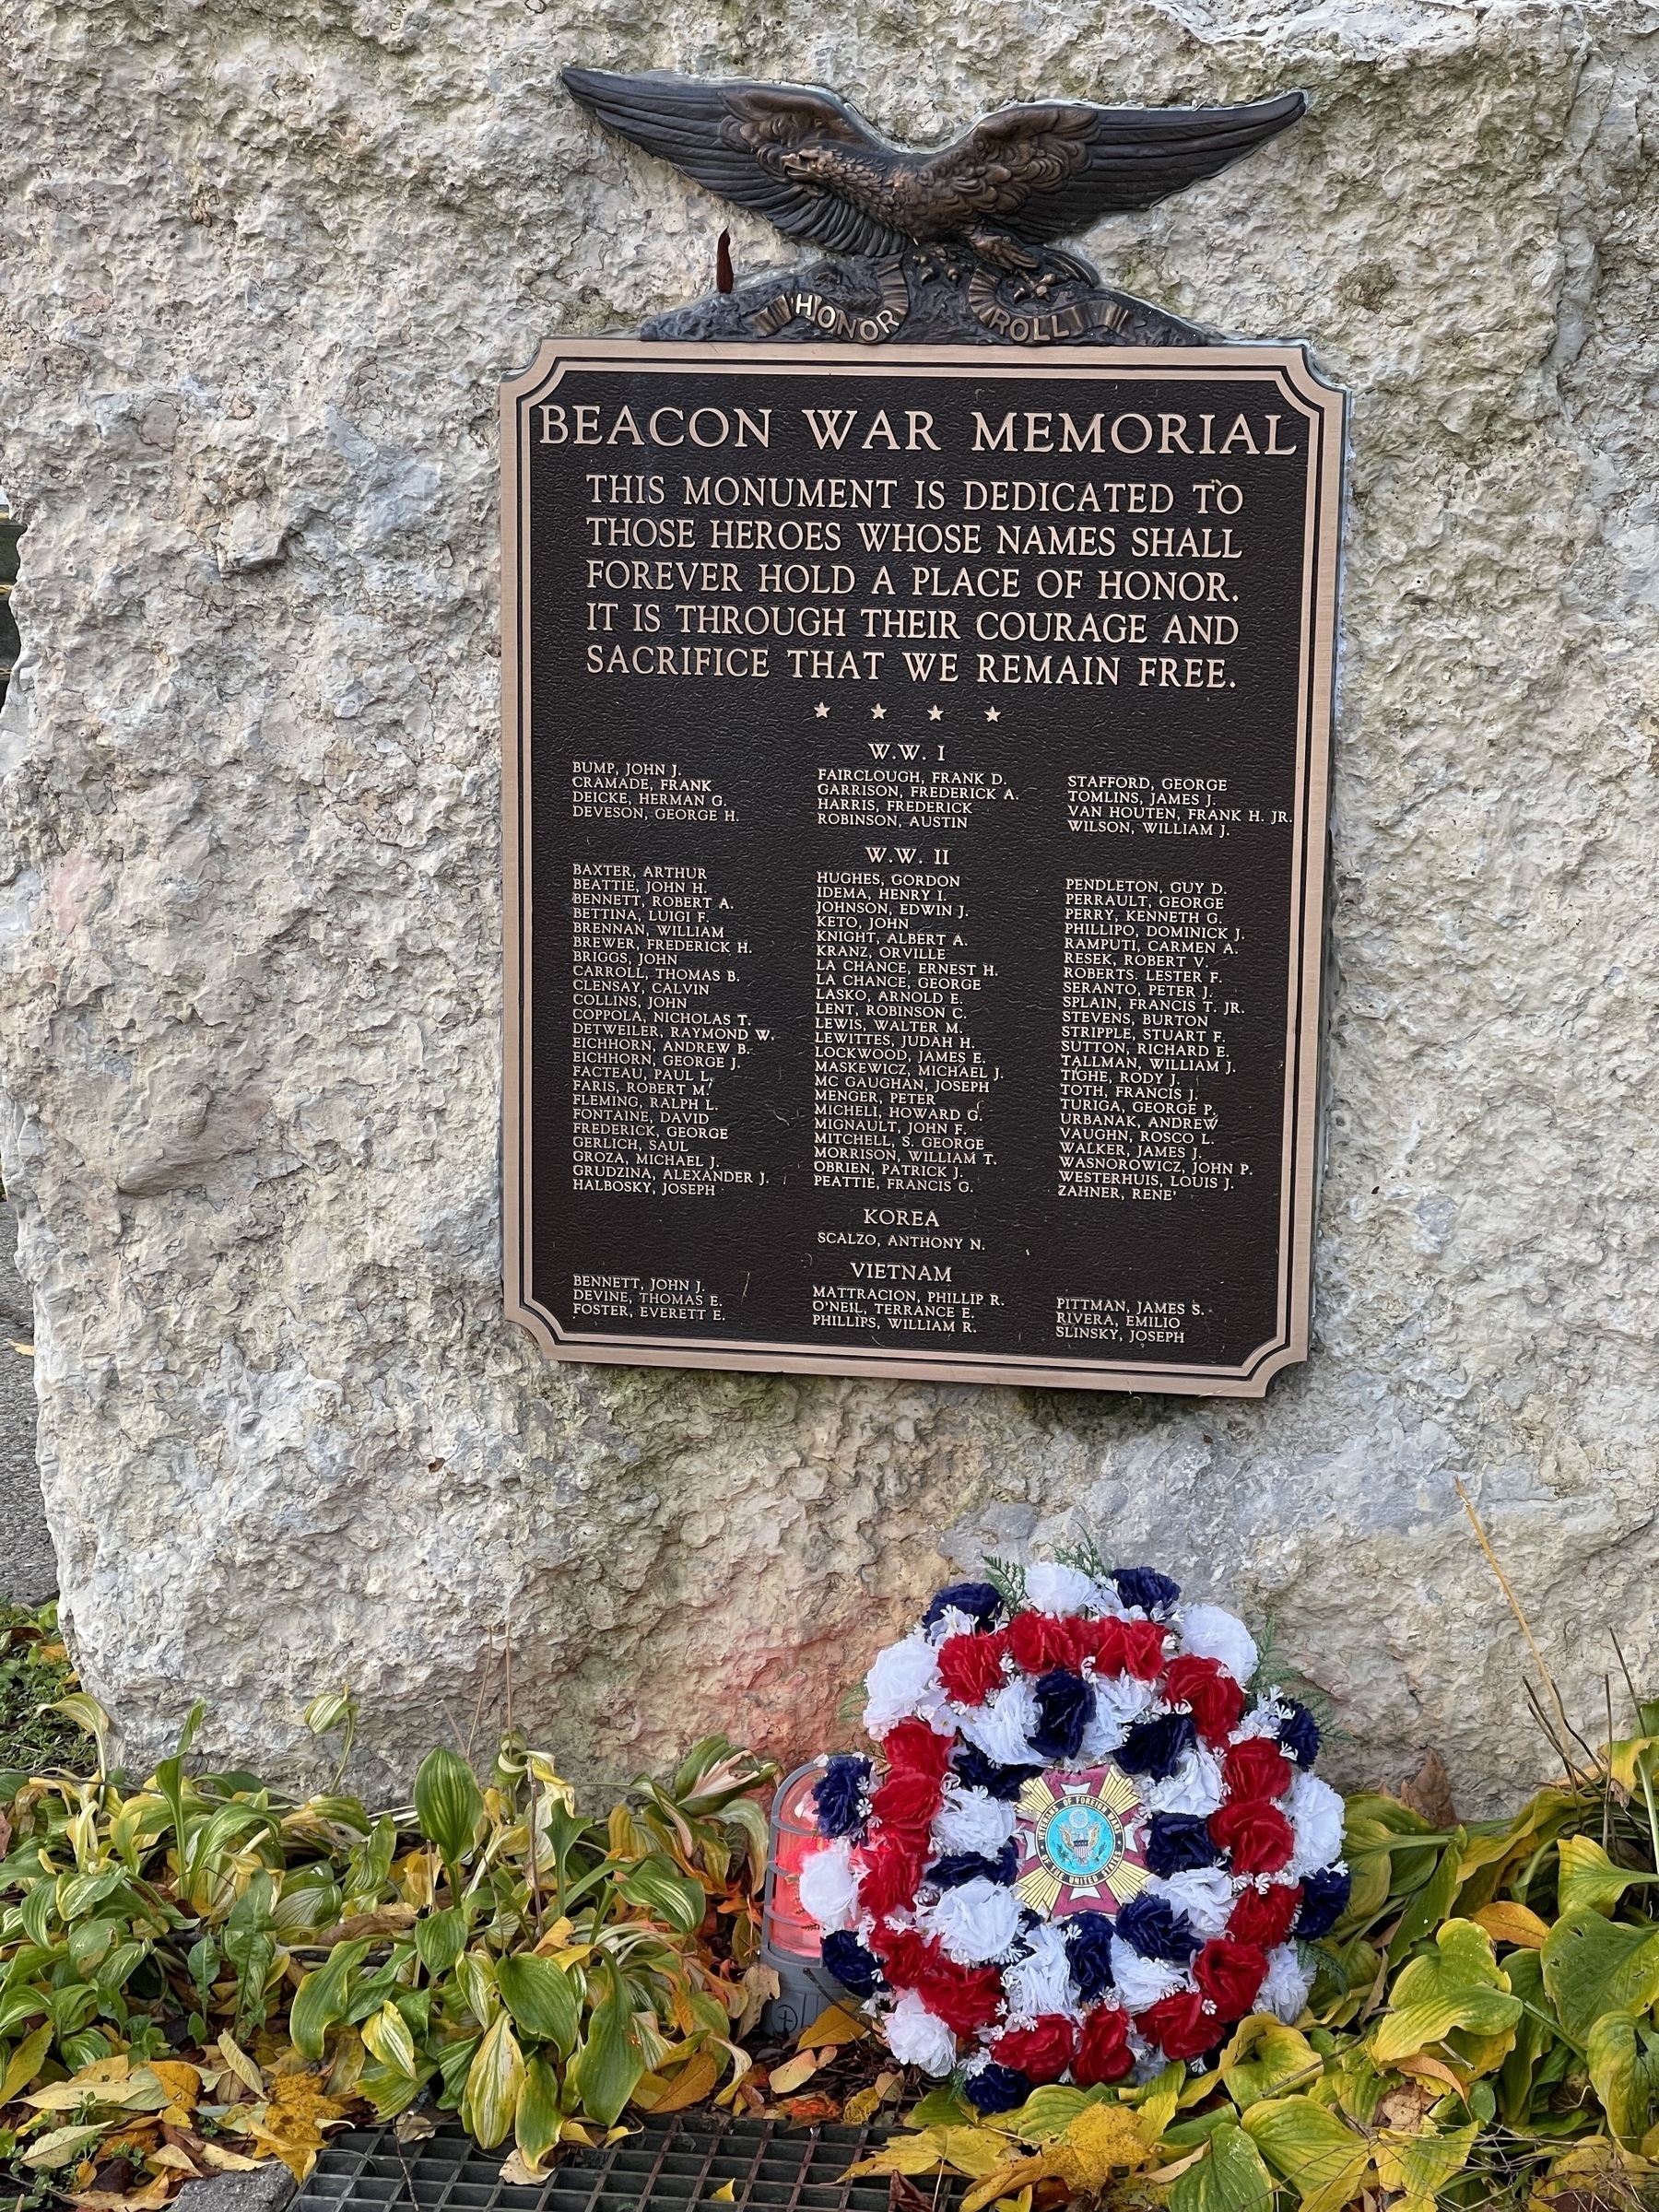 HONOR ROLL
BEACON WAR MEMORIAL
THIS MONUMENT IS DEDICATED TO
THOSE HEROES WHOSE NAMES SHALL
FOREVER HOLD A PLACE OF HONOR.
IT IS THROUGH THEIR COURAGE AND
SACRIFICE THAT WE REMAIN FREE.
W.W. I
BUMP, JOHN J.
CRAMADE, FRANK
DEICKE, HERMAN G.
DEVESON, GEORGE H.
FAIRCLOUGH, FRANK D.
GARRISON, FREDERICK A.
HARRIS, FREDERICK
ROBINSON, AUSTIN
STAFFORD, GEORGE
TOMLINS, JAMES J.
VAN HOUTEN, FRANK H. JR.
WILSON, WILLIAM J.
W.W. II
BAXTER, ARTHUR
BEATTIE, JOHN H.
BENNETT, ROBERT A.
BETTINA, LUIGI F.
BRENNAN, WILLIAM
BREWER, FREDERICK H.
BRIGGS, JOHN
CARROLL, THOMAS B.
CLENSAY, CALVIN
COLLINS, JOHN
COPPOLA, NICHOLAS T.
DETWEILER, RAYMOND W.
EICHHORN, ANDREW B.
EICHHORN, GEORGE J.
FACTEAU, PAUL L.
FARIS, ROBERT M.
FLEMING, RALPH L.
FONTAINE, DAVID
FREDERICK, GEORGE
GERLICH, SAUL
GROZA, MICHAEL J.
GRUDZINA, ALEXANDER J.
HALBOSKY, JOSEPH
HUGHES, GORDON
IDEMA, HENRY I.
JOHNSON, EDWIN J.
KETO, JOHN
KNIGHT, ALBERT A.
KRANZ, ORVILLE
LA CHANCE, ERNEST H.
LA CHANCE, GEORGE
LASKO, ARNOLD E.
LENT, ROBINSON C.
LEWIS, WALTER M.
LEWITTES, JUDAH H.
LOCKWOOD, JAMES E.
MASKEWICZ, MICHAEL J.
MC GAUGHAN, JOSEPH
MENGER, PETER
MICHELI, HOWARD G.
MIGNAULT, JOHN F.
MITCHELL, S. GEORGE
MORRISON, WILLIAM T.
OBRIEN, PATRICK J.
PEATTIE, FRANCIS G.
PENDLETON, GUY D.
PERRAULT, GEORGE
PERRY, KENNETH G.
PHILLIPO, DOMINICK J.
RAMPUTI, CARMEN A.
RESEK, ROBERT V.
ROBERTS. LESTER F.
SERANTO, PETER J.
SPLAIN, FRANCIS T. JR.
STEVENS, BURTON
STRIPPLE, STUART F.
SUTTON, RICHARD E.
TALLMAN, WILLIAM J.
TIGHE, RODY J.
TOTH, FRANCIS J.
TURIGA, GEORGE P.
URBANAK, ANDREW
VAUGHN, ROSCO L.
WALKER, JAMES J.
WASNOROWICZ, JOHN P.
WESTERHUIS, LOUIS J.
ZAHNER, RENE'
KOREA
SCALZO, ANTHONY N.
VIETNAM
BENNETT, JOHN J.
DEVINE, THOMAS E.
FOSTER, EVERETT E.
MATTRACION, PHILLIP R.
O'NEIL, TERRANCE E.
PHILLIPS, WILLIAM R.
PITTMAN, JAMES S.
RIVERA, EMILIO
SLINSKY, JOSEPH
VETERANS OF FOREIGN WARS
OF THE UNITED STATES